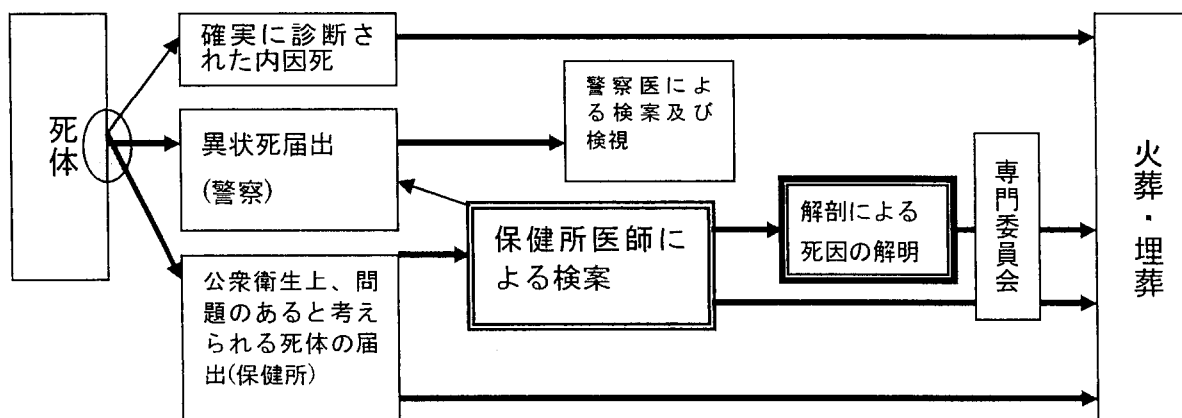 死体
確実に診断さ
れた内因死
異状死届出
(警察)
公衆衛生上、問
題のあると考え
られる死体の届
出(保健所)
警察医によ
る検案及び
検視
保健所医師に
よる検案
解剖による
死因の解明
専門委員会
火葬・埋葬